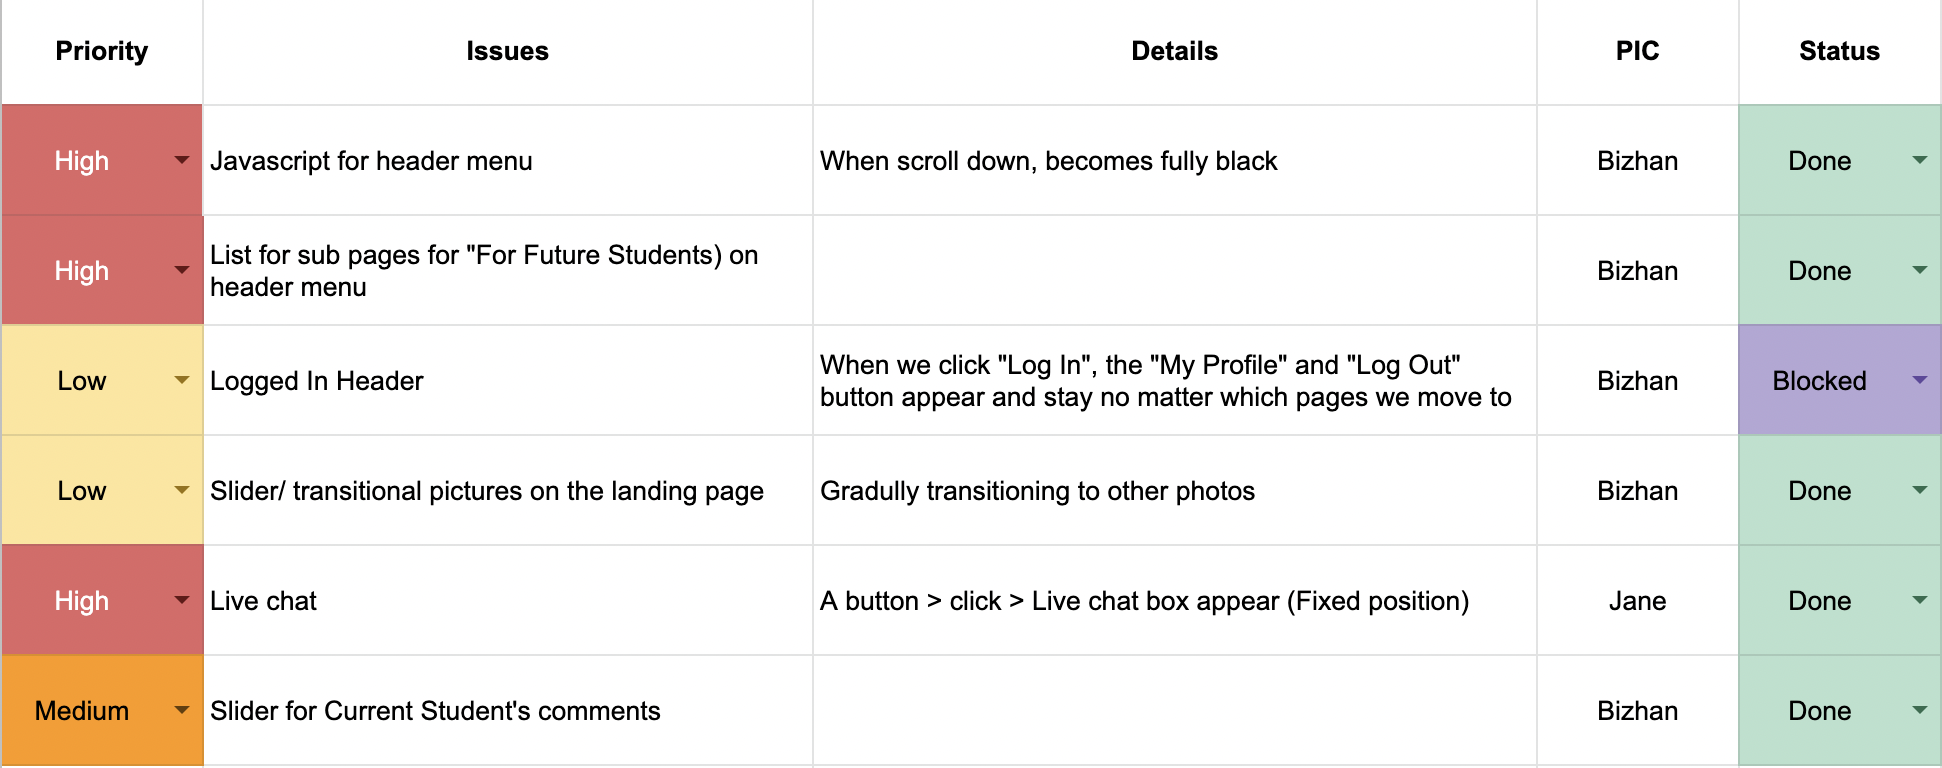 Priority Issues Details PIC Status
High Javascript for header menu When scroll down, becomes fully black Bizhan Done
High List for sub pages for "For Future Students) on
header menu Bizhan Done
Low Logged In Header When we click "Log In", the "My Profile" and "Log Out"
button appear and stay no matter which pages we move to Bizhan Blocked
Low Slider/ transitional pictures on the landing page Gradully transitioning to other photos Bizhan Done
High Live chat A button > click > Live chat box appear (Fixed position) Jane Done
Medium Slider for Current Student's comments Bizhan Done